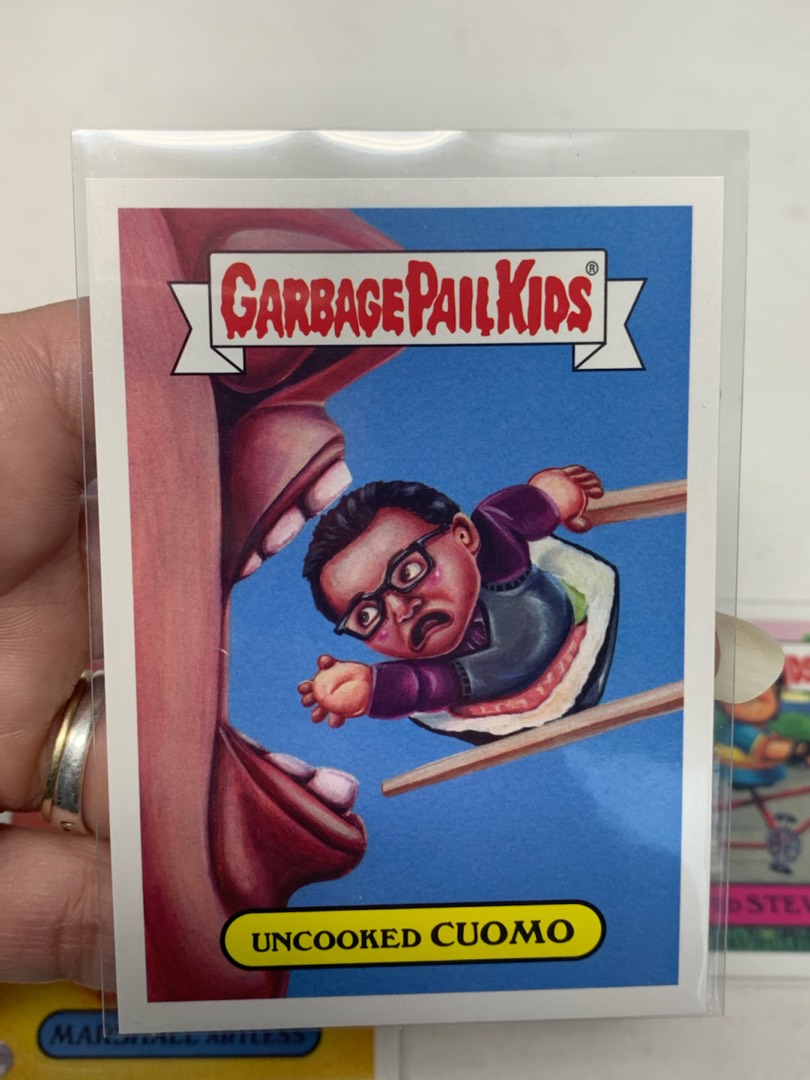 GARBAGE PAIL KIDS®
UNCOOKED CUOMO
MARSHALL ARTLESS